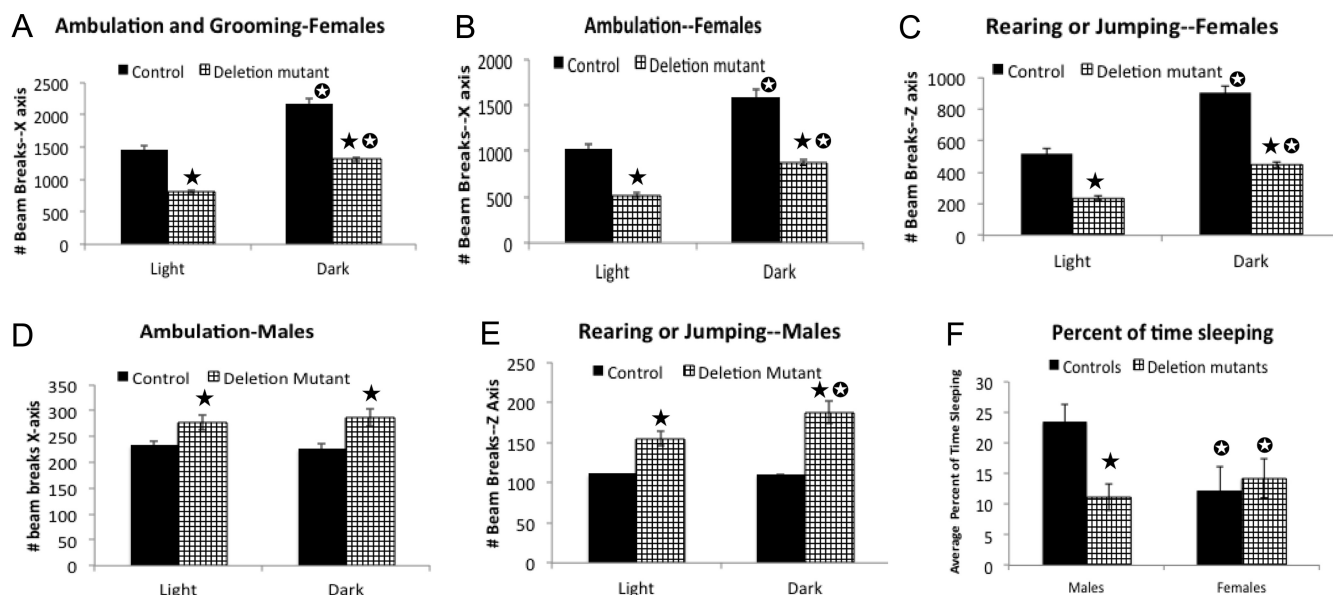 A
Ambulation and Grooming-Females
Control Deletion mutant
# Beam Breaks--X axis
2500
2000
1500
1000
500
0
Light Dark
B
Ambulation--Females
Control Deletion mutant
# Beam Breaks--X axis
2000
1500
1000
500
0
Light Dark
C
Rearing or Jumping--Females
Control Deletion mutant
# Beam Breaks--Z axis
1000
800
600
400
200
0
Light Dark
D
Ambulation-Males
Control Deletion Mutant
# beam breaks X-axis
350
300
250
200
150
100
50
0
Light Dark
E
Rearing or Jumping--Males
Control Deletion Mutant
# Beam Breaks--Z Axis
250
200
150
100
50
0
Light Dark
F
Percent of time sleeping
Controls Deletion mutants
Average Percent of Time Sleeping
30
25
20
15
10
5
0
Males Females